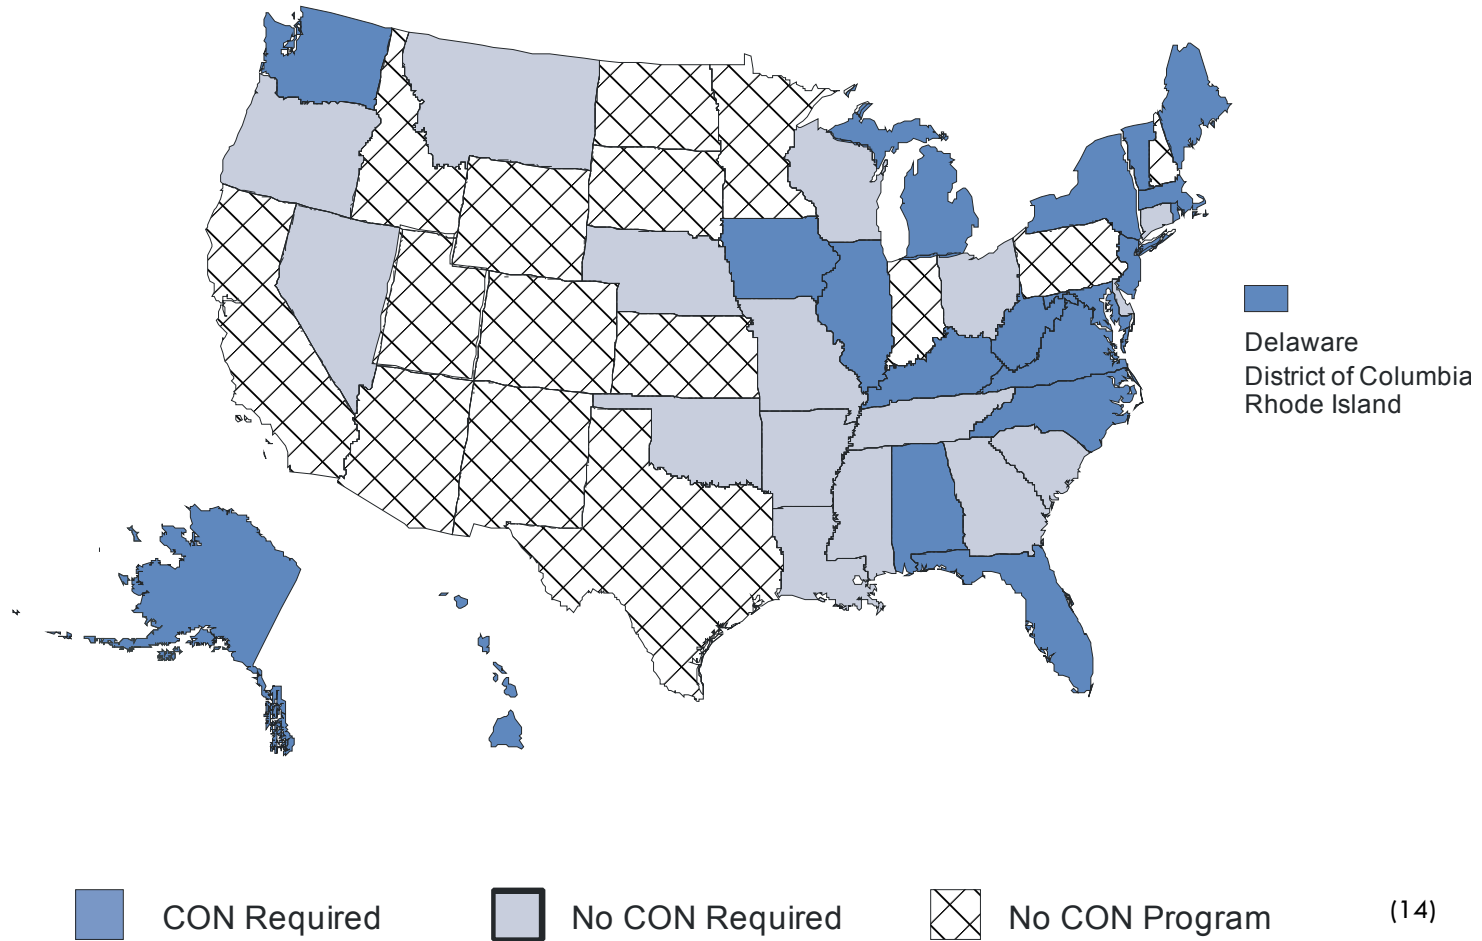 Delaware
District of Columbia
Rhode Island
CON Required
No CON Required
No CON Program
(14)